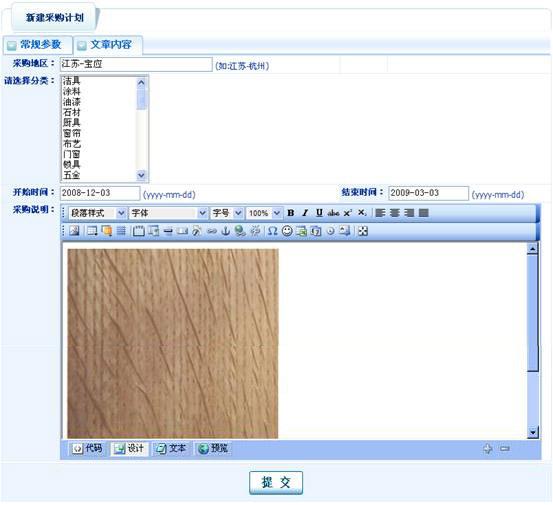 新建采购计划
常规参数 文章内容
采购地区： 江苏-宝应 (如:江苏-杭州)
请选择分类： 洁具
涂料
油漆
石材
厨具
窗帘
布艺
门窗
锁具
五金
开始时间： 2008-12-03 (yyyy-mm-dd) 结束时间： 2009-03-03 (yyyy-mm-dd)
采购说明： 段落样式 字体 字号 100% B I U abc x² x₂
代码 设计 文本 预览
提 交